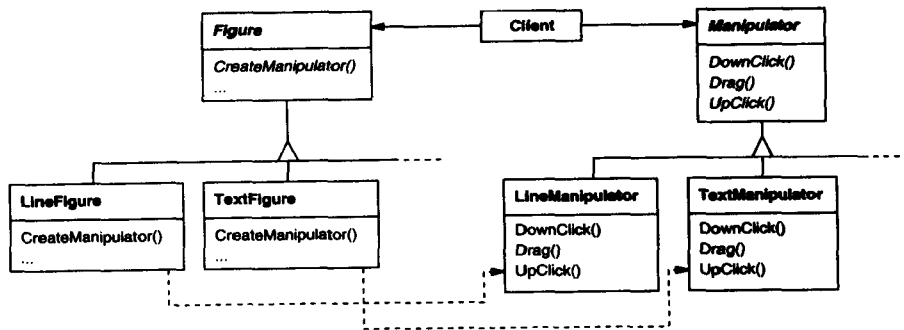 Figure
CreateManipulator()
...
Client
Manipulator
DownClick()
Drag()
UpClick()
LineFigure
CreateManipulator()
...
TextFigure
CreateManipulator()
...
LineManipulator
DownClick()
Drag()
UpClick()
TextManipulator
DownClick()
Drag()
UpClick()